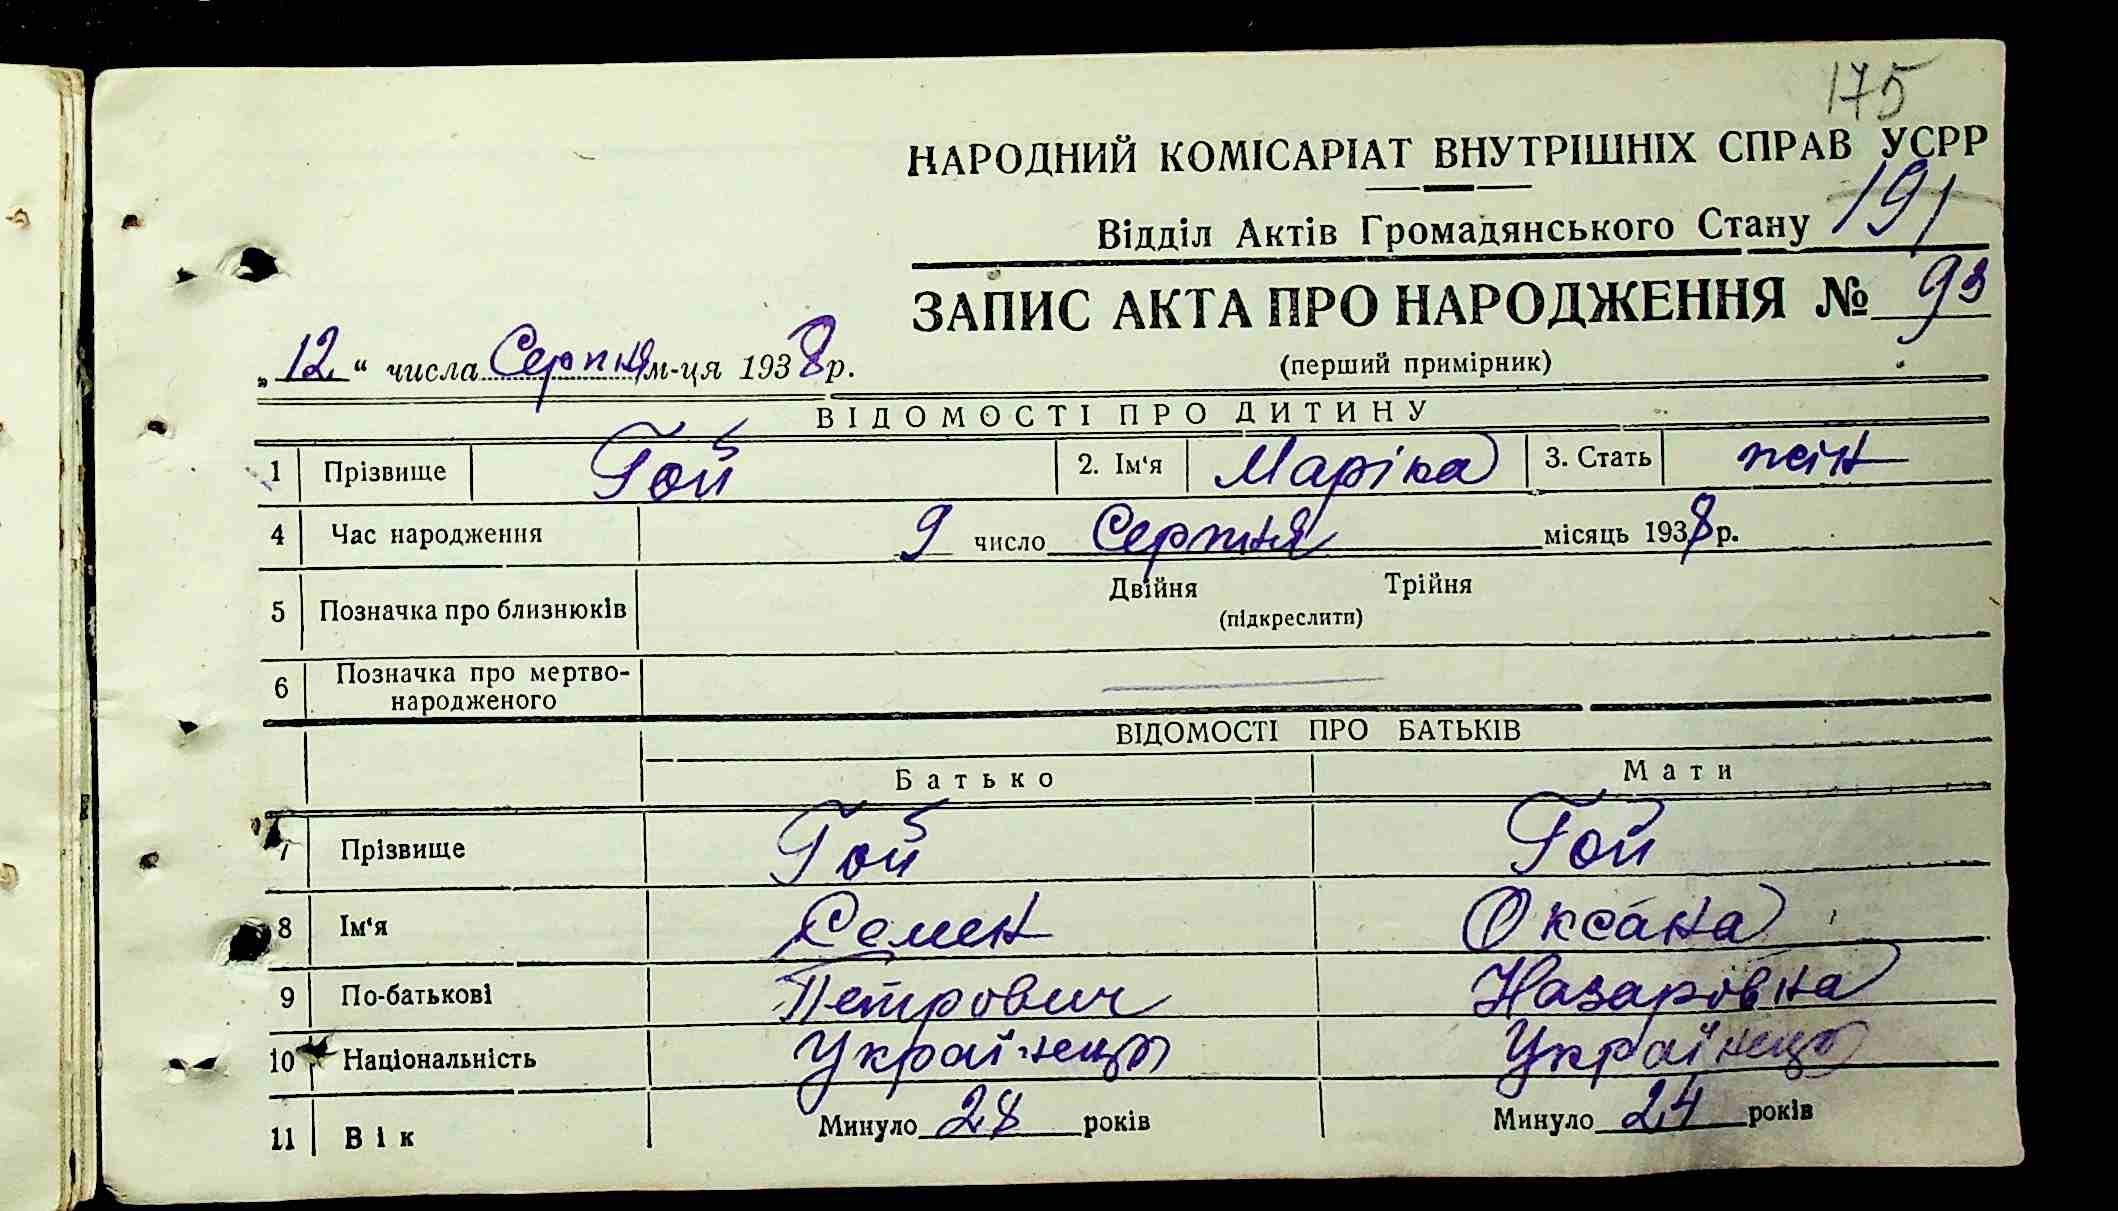 175
НАРОДНИЙ КОМІСАРІАТ ВНУТРІШНІХ СПРАВ УСРР
Відділ Актів Громадянського Стану 191
ЗАПИС АКТА ПРО НАРОДЖЕННЯ № 93
(перший примірник)
„12“ числа Серпня м-ця 1938 р.
ВІДОМОСТІ ПРО ДИТИНУ
1 Прізвище Гой 2. Ім‘я Маріка 3. Стать жін
4 Час народження 9 число Серпня місяць 1938 р.
5 Позначка про близнюків Двійня Трійня
(підкреслити)
6 Позначка про мертво-
народженого
ВІДОМОСТІ ПРО БАТЬКІВ
Батько Мати
7 Прізвище Гой Гой
8 Ім‘я Семен Оксана
9 По-батькові Петрович Назаровна
10 Національність Українець Українець
11 Вік Минуло 28 років Минуло 24 років